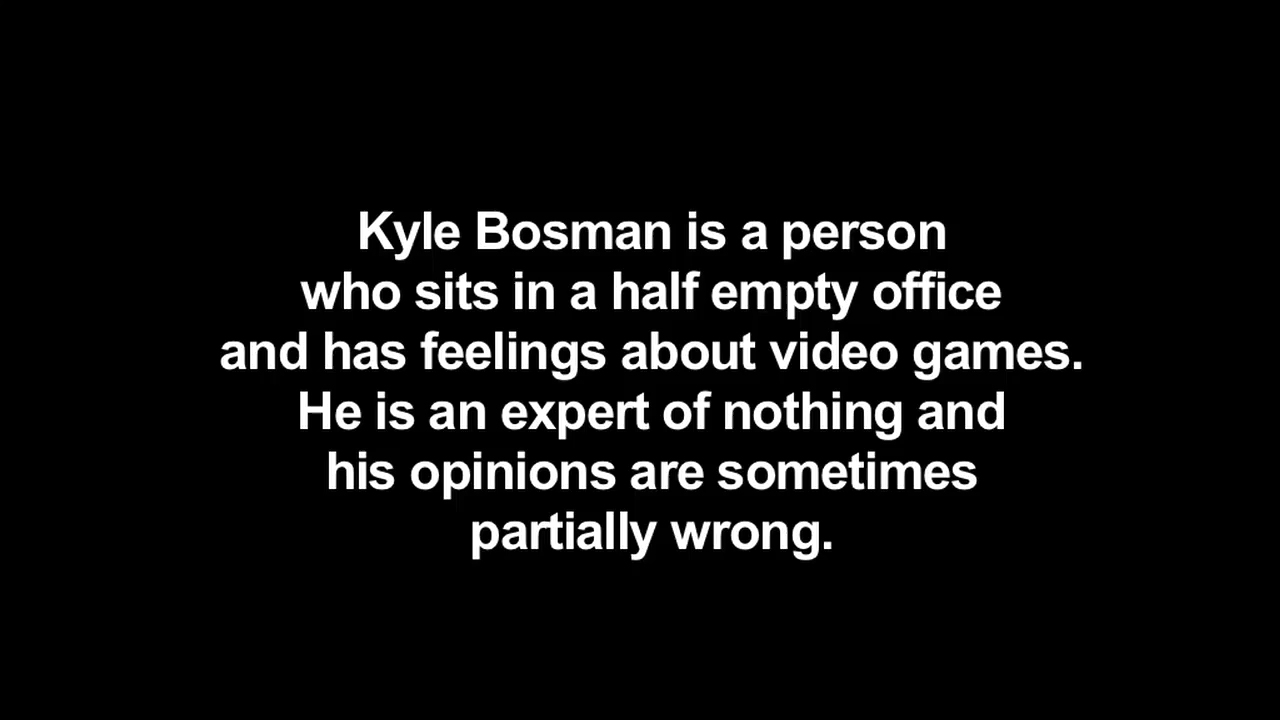 Kyle Bosman is a person
who sits in a half empty office
and has feelings about video games.
He is an expert of nothing and
his opinions are sometimes
partially wrong.